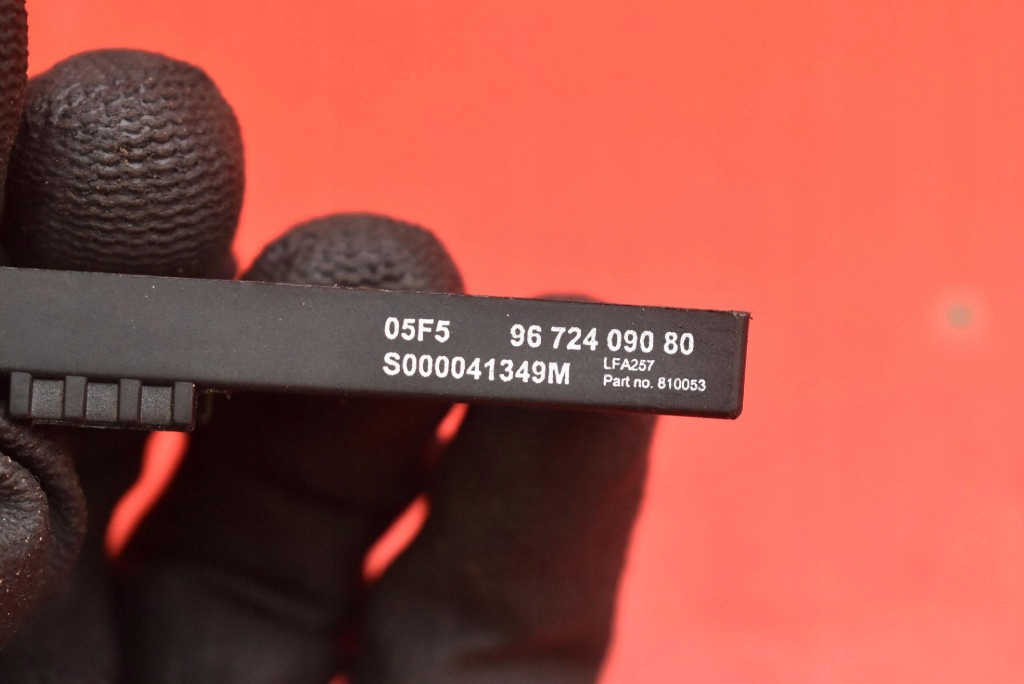 05F5 96 724 090 80
S000041349M LFA257
Part no. 810053